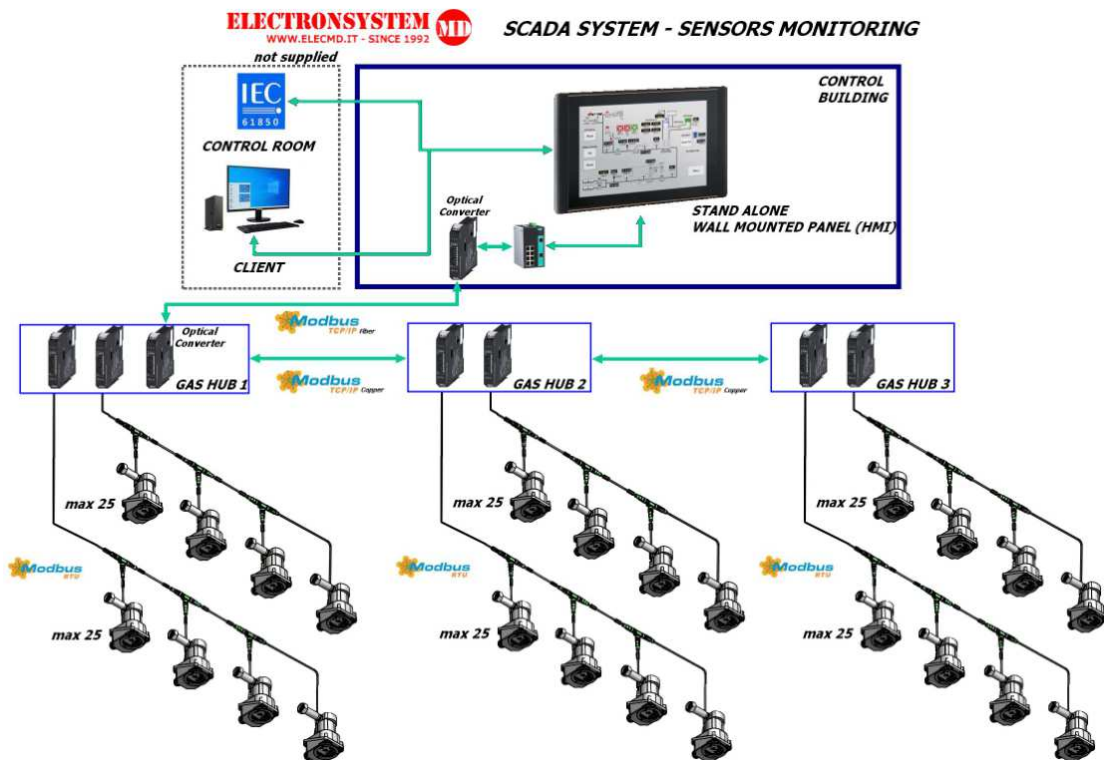 ELECTRONSYSTEM MD
WWW.ELECMD.IT - SINCE 1992
SCADA SYSTEM - SENSORS MONITORING
not supplied
IEC
61850
CONTROL ROOM
CLIENT
CONTROL
BUILDING
Optical
Converter
STAND ALONE
WALL MOUNTED PANEL (HMI)
Optical
Converter
GAS HUB 1
Modbus
TCP/IP Fiber
Modbus
TCP/IP Copper
GAS HUB 2
Modbus
TCP/IP Copper
GAS HUB 3
max 25
max 25
max 25
Modbus
RTU
Modbus
RTU
Modbus
RTU
max 25
max 25
max 25